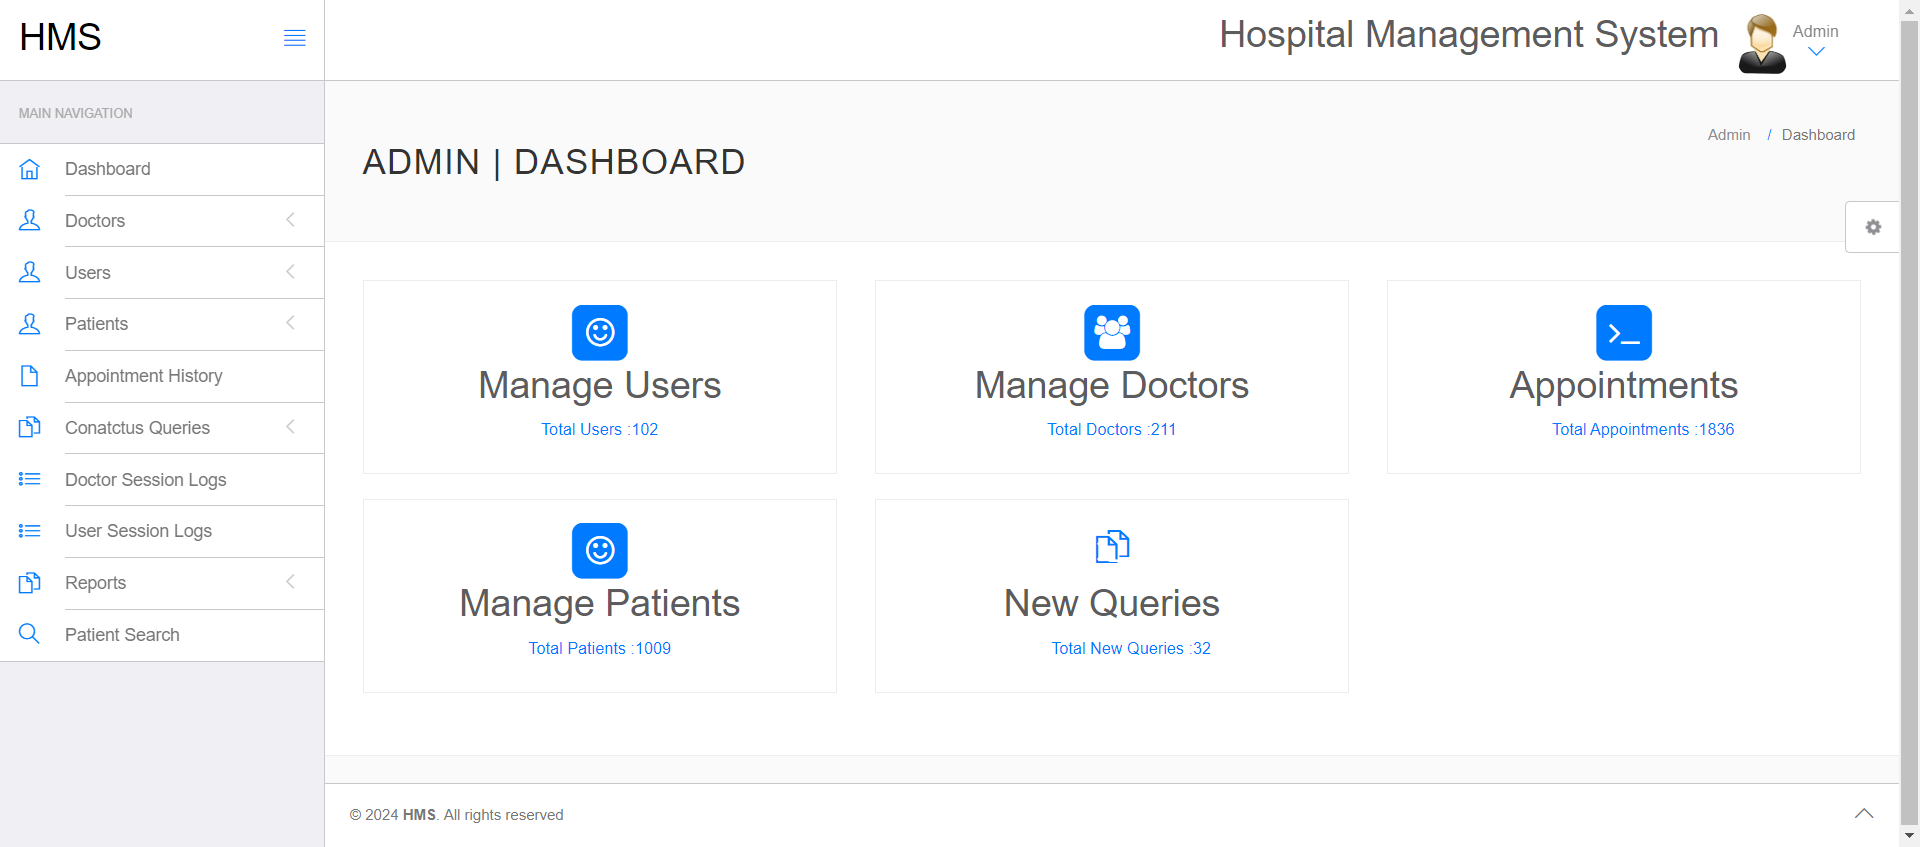 HMS
Hospital Management System
Admin
MAIN NAVIGATION
Dashboard
Doctors
Users
Patients
Appointment History
Conatctus Queries
Doctor Session Logs
User Session Logs
Reports
Patient Search
ADMIN | DASHBOARD
Admin / Dashboard
Manage Users
Total Users :102
Manage Doctors
Total Doctors :211
Appointments
Total Appointments :1836
Manage Patients
Total Patients :1009
New Queries
Total New Queries :32
© 2024 HMS. All rights reserved